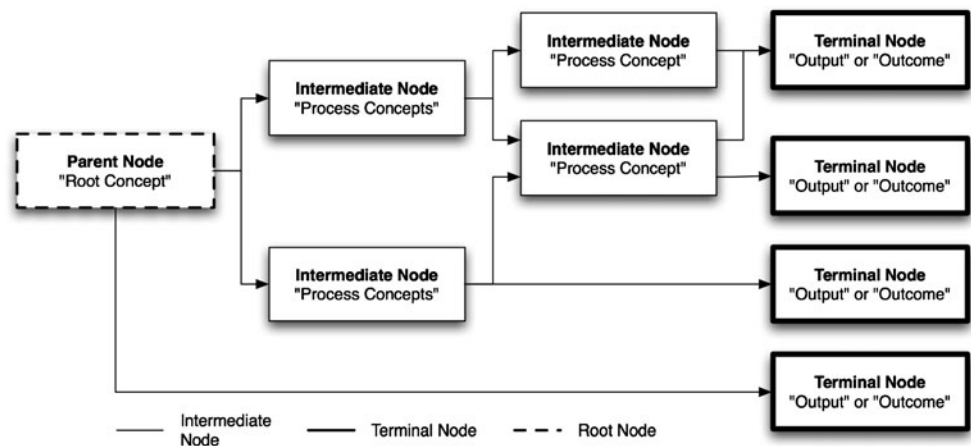 Parent Node
"Root Concept"
Intermediate Node
"Process Concepts"
Intermediate Node
"Process Concepts"
Intermediate Node
"Process Concept"
Intermediate Node
"Process Concept"
Terminal Node
"Output" or "Outcome"
Terminal Node
"Output" or "Outcome"
Terminal Node
"Output" or "Outcome"
Terminal Node
"Output" or "Outcome"
Intermediate
Node
Terminal Node
Root Node